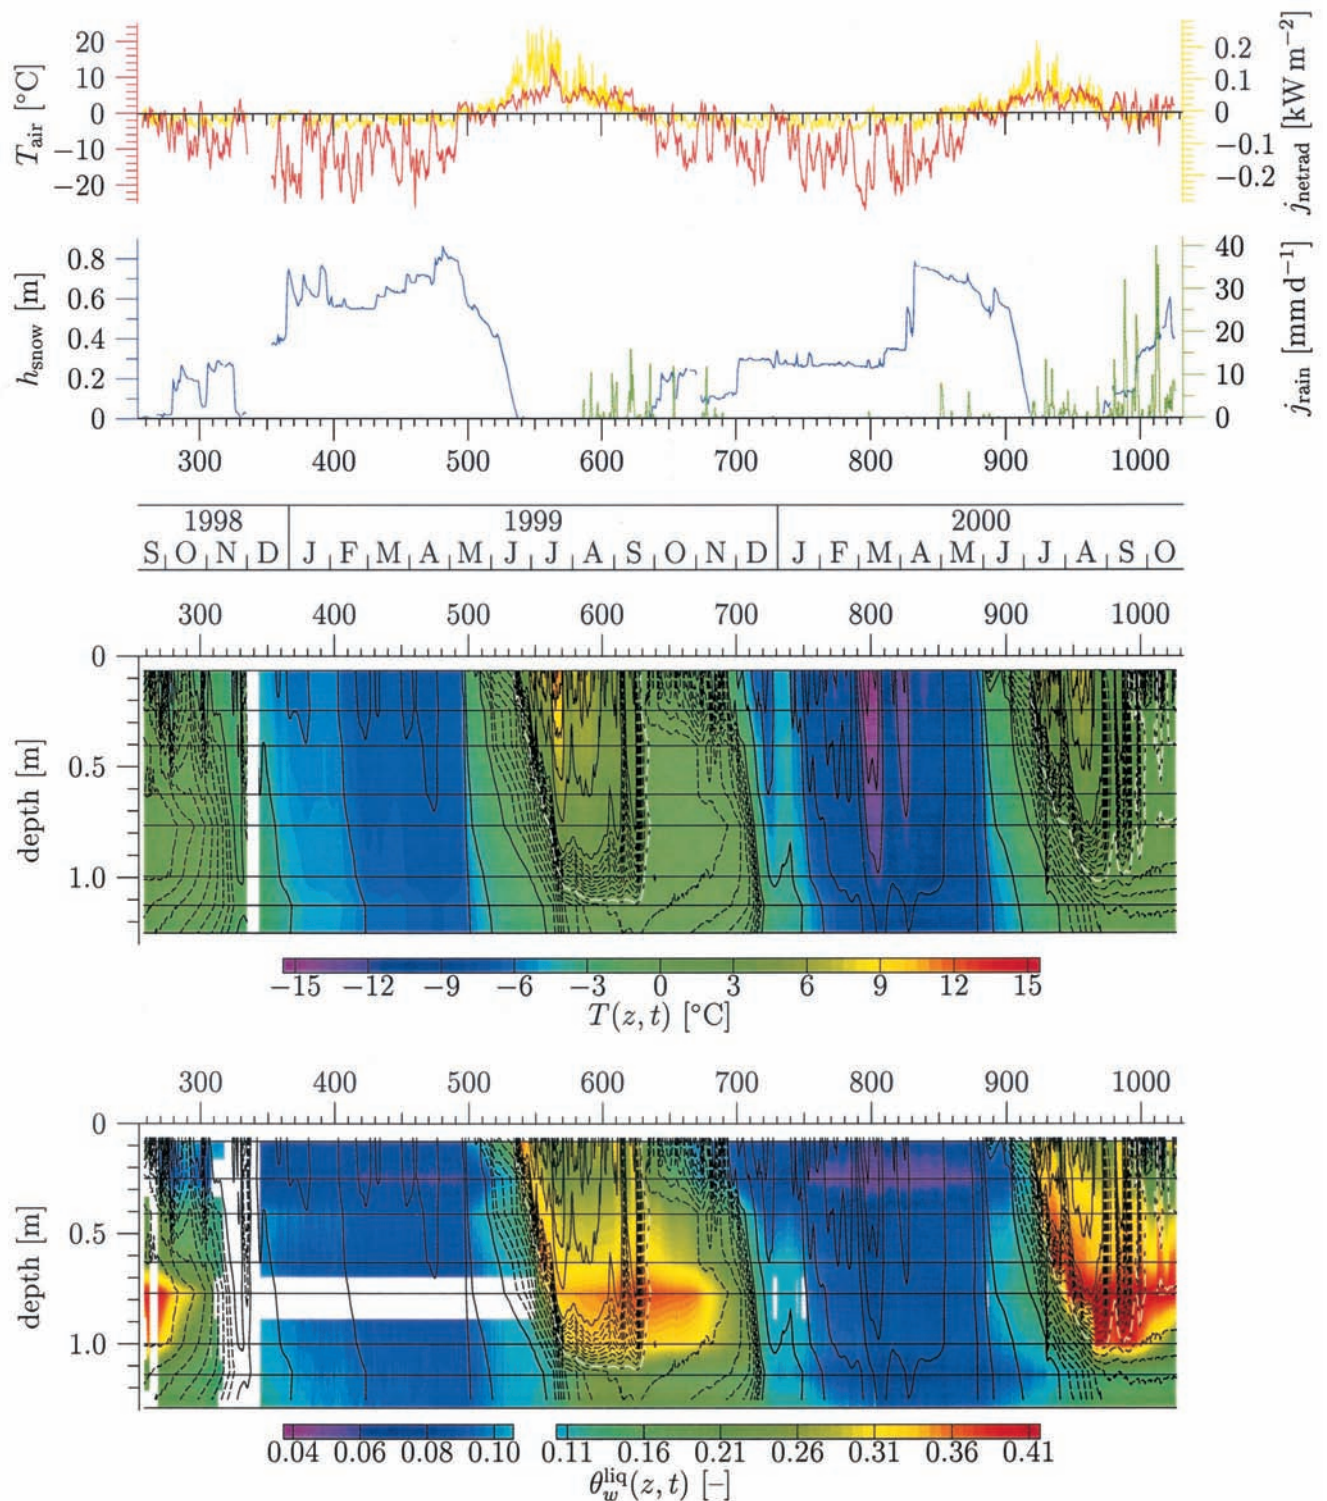 20
10
0
−10
−20
T_air [°C]
0.2
0.1
0
−0.1
−0.2
j_netrad [kW m⁻²]
0.8
0.6
0.4
0.2
0
h_snow [m]
40
30
20
10
0
j_rain [mm d⁻¹]
300 400 500 600 700 800 900 1000
1998 1999 2000
S O N D J F M A M J J A S O N D J F M A M J J A S O
300 400 500 600 700 800 900 1000
0
0.5
1.0
depth [m]
−15 −12 −9 −6 −3 0 3 6 9 12 15
T(z, t) [°C]
300 400 500 600 700 800 900 1000
0
0.5
1.0
depth [m]
0.04 0.06 0.08 0.10 0.11 0.16 0.21 0.26 0.31 0.36 0.41
θ_w^liq(z, t) [–]